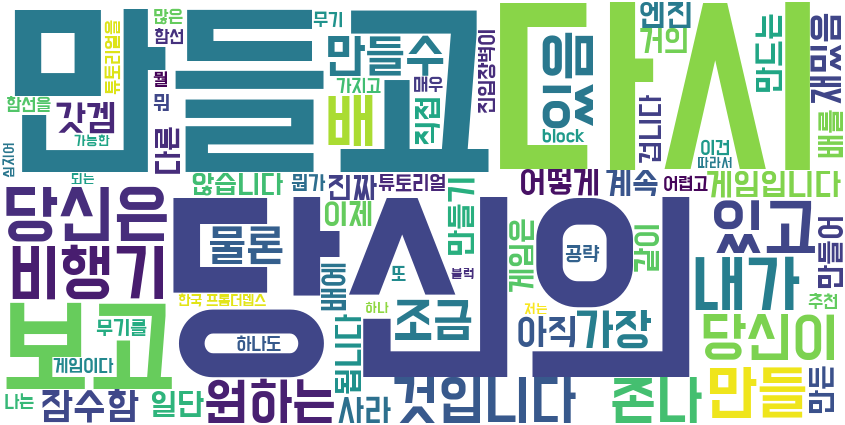 만들고
다시
당신의
보고
당신은
비행기
많은
함선
튜토리얼을
무기
만들수
함선을
갓겜
뭘
뭐
다른
가능한
심지어
되는
가지고
배
매우
직접
진입장벽이
있음
block
엔진
거의
만드는
재밌음
배를
겁니다
이건
따라서
않습니다
뭔가
진짜
튜토리얼
이제
만들기
어떻게
계속
어렵고
게임입니다
물론
배에
또
블럭
게임은
공략
같이
있고
내가
만들어
추천
한국 프롬더뎁스
하나
저는
무기를
게임이다
하나도
됩니다
조금
아직
가장
당신이
나는
잠수함
일단
원하는
사라
것입니다
존나
만들
만든